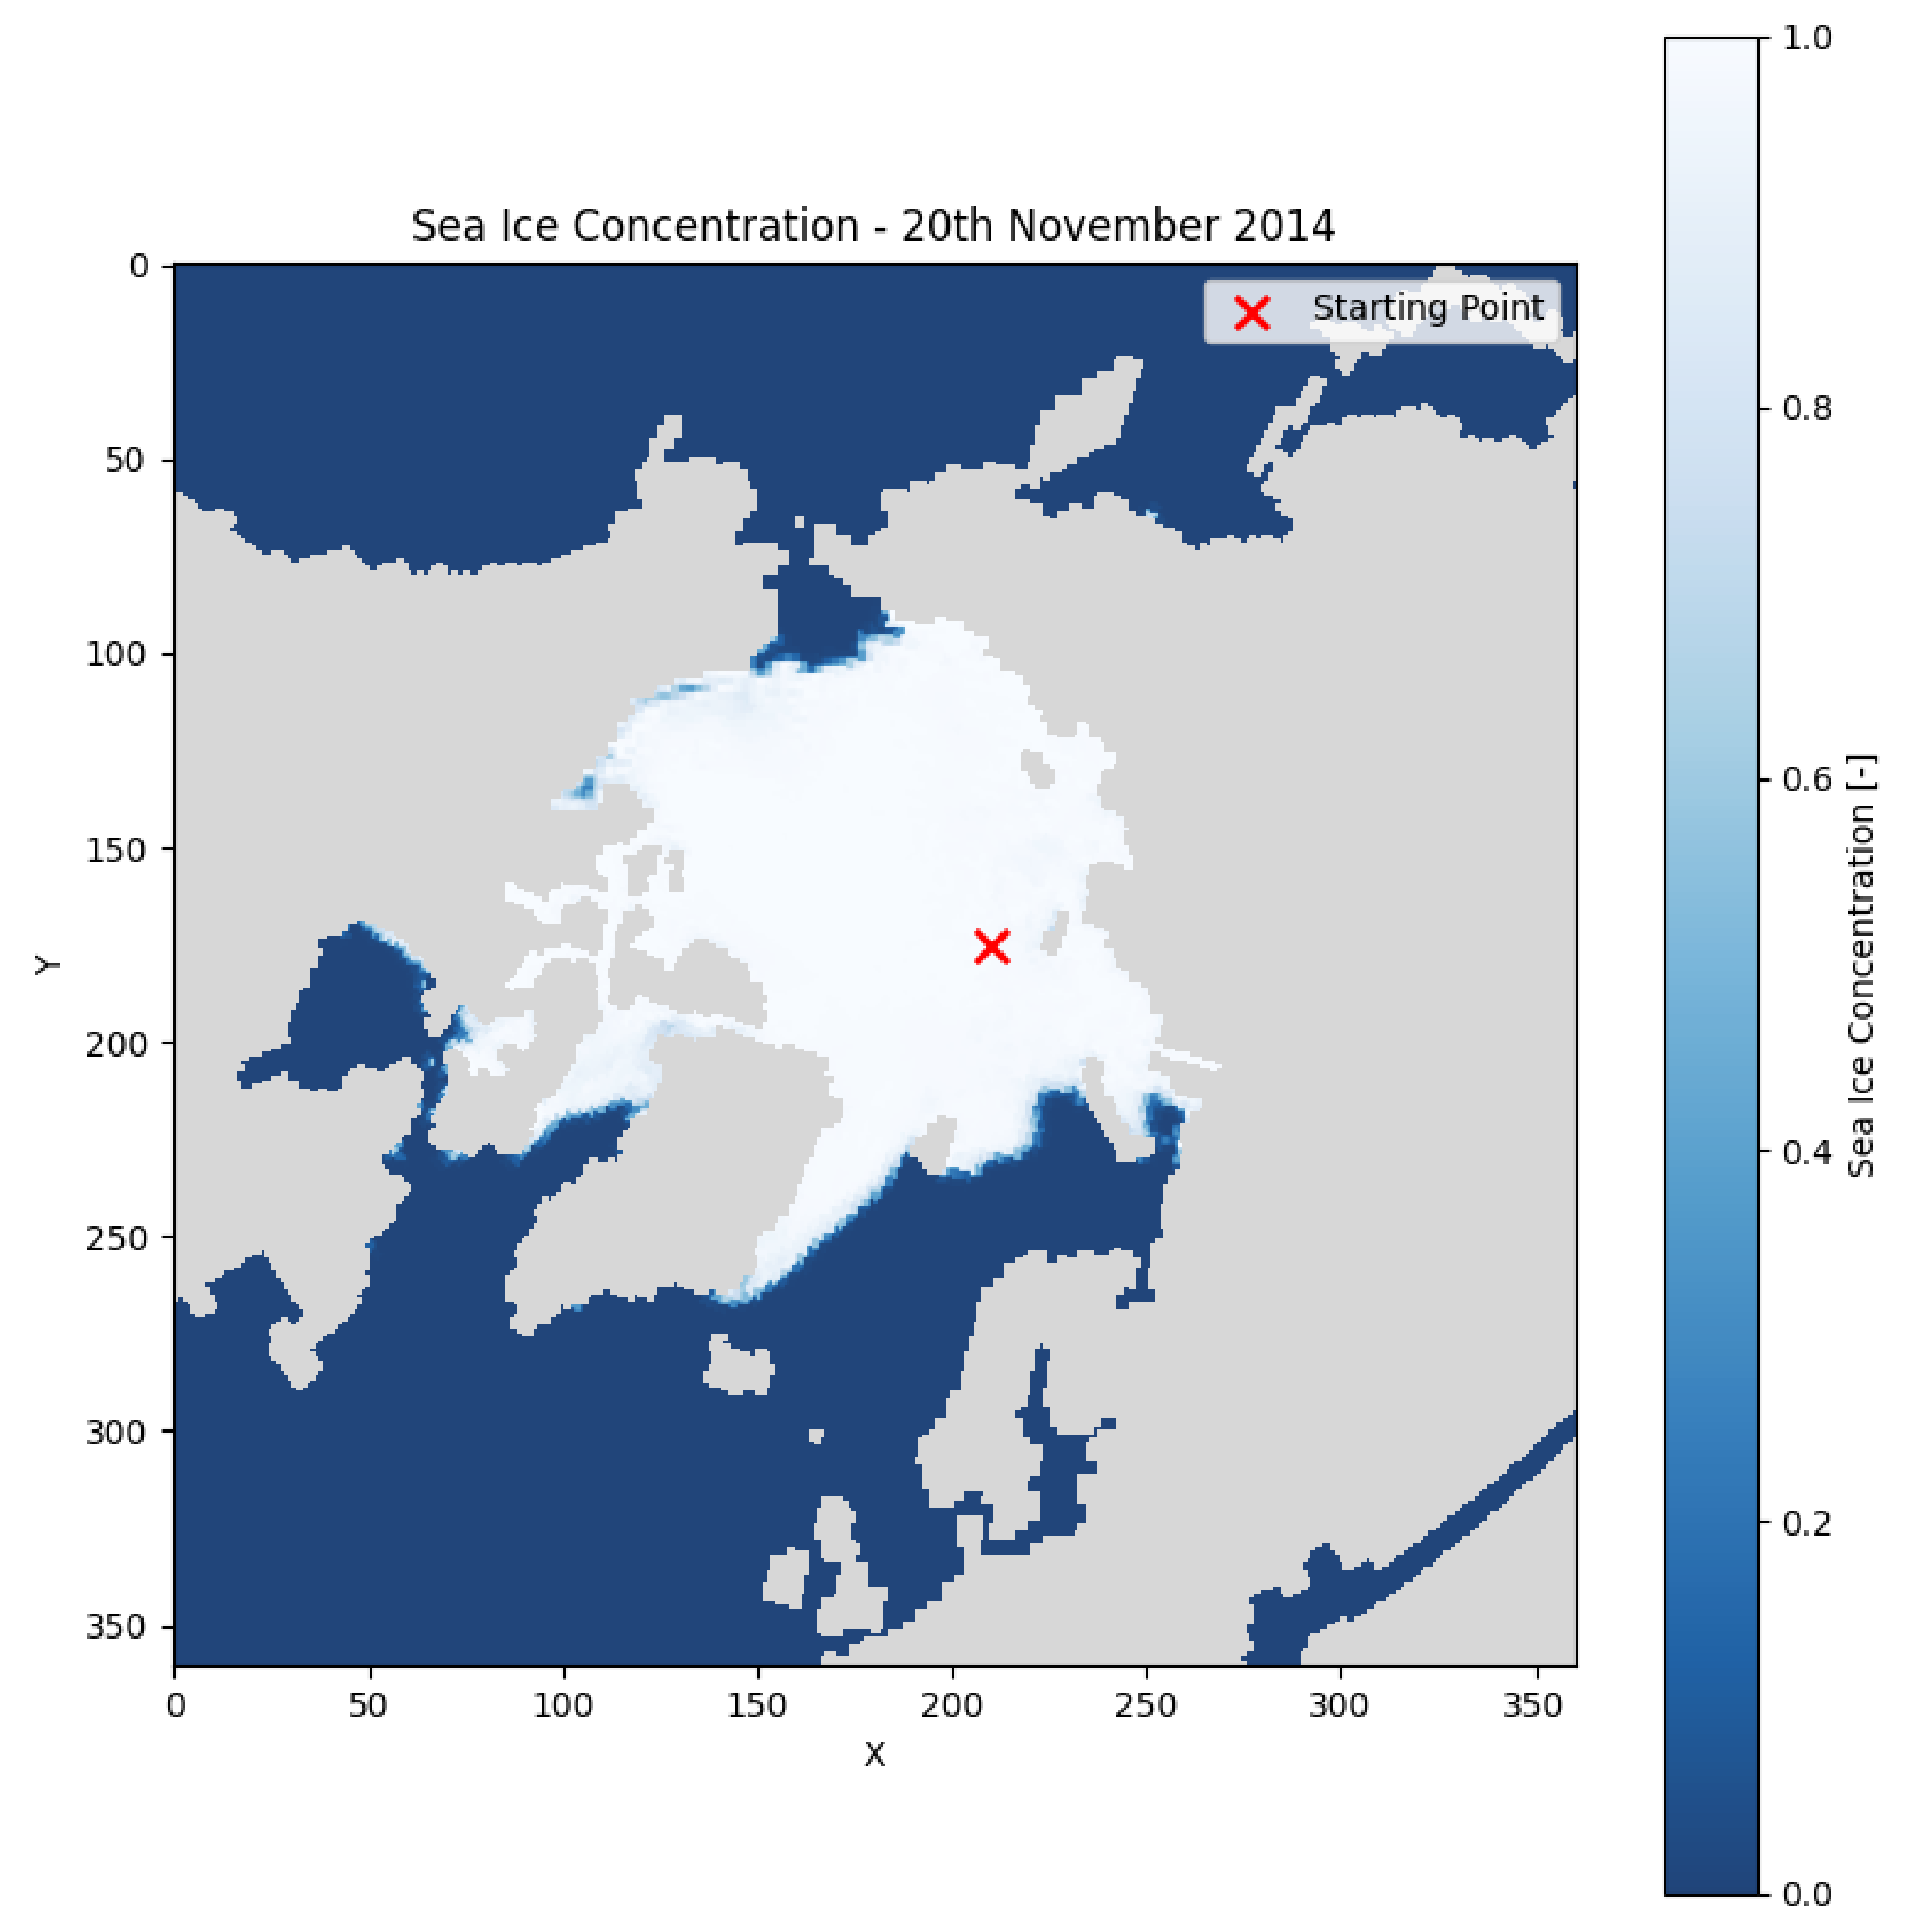 Sea Ice Concentration - 20th November 2014
Starting Point
0
50
100
150
200
250
300
350
Y
0 50 100 150 200 250 300 350
X
1.0
0.8
0.6
0.4
0.2
0.0
Sea Ice Concentration [-]